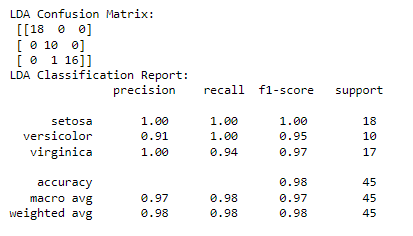 LDA Confusion Matrix:
[[18 0 0]
[ 0 10 0]
[ 0 1 16]]
LDA Classification Report:
precision recall f1-score support
setosa 1.00 1.00 1.00 18
versicolor 0.91 1.00 0.95 10
virginica 1.00 0.94 0.97 17
accuracy 0.98 45
macro avg 0.97 0.98 0.97 45
weighted avg 0.98 0.98 0.98 45